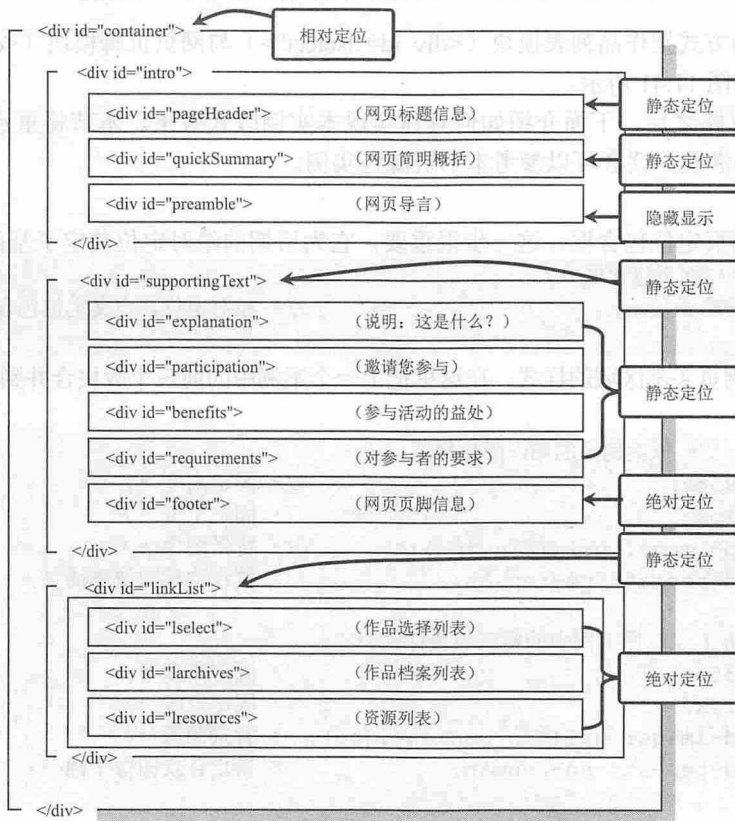 <div id="container">
相对定位
<div id="intro">
<div id="pageHeader"> （网页标题信息）
静态定位
<div id="quickSummary"> （网页简明概括）
静态定位
<div id="preamble"> （网页导言）
隐藏显示
</div>
<div id="supportingText">
静态定位
<div id="explanation"> （说明：这是什么？）
<div id="participation"> （邀请您参与）
<div id="benefits"> （参与活动的益处）
静态定位
<div id="requirements"> （对参与者的要求）
<div id="footer"> （网页页脚信息）
绝对定位
</div>
静态定位
<div id="linkList">
<div id="lselect"> （作品选择列表）
<div id="larchives"> （作品档案列表）
绝对定位
<div id="lresources"> （资源列表）
</div>
</div>